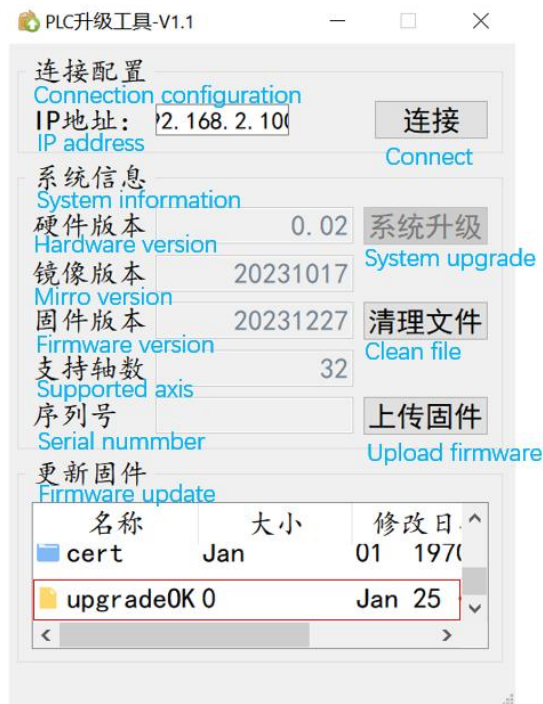 PLC升级工具-V1.1
连接配置
Connection configuration
IP地址: 2.168.2.10
连接
IP address
Connect
系统信息
System information
硬件版本 0.02 系统升级
Hardware version
System upgrade
镜像版本 20231017
Mirro version
固件版本 20231227 清理文件
Firmware version
Clean file
支持轴数 32
Supported axis
序列号 上传固件
Serial nummber
Upload firmware
更新固件
Firmware update
名称 大小 修改日
cert Jan 01 1970
upgradeOK 0 Jan 25